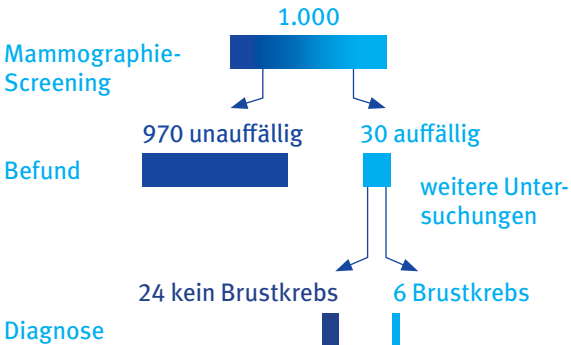 1.000
Mammographie-
Screening
970 unauffällig
30 auffällig
Befund
weitere Unter-
suchungen
24 kein Brustkrebs
6 Brustkrebs
Diagnose